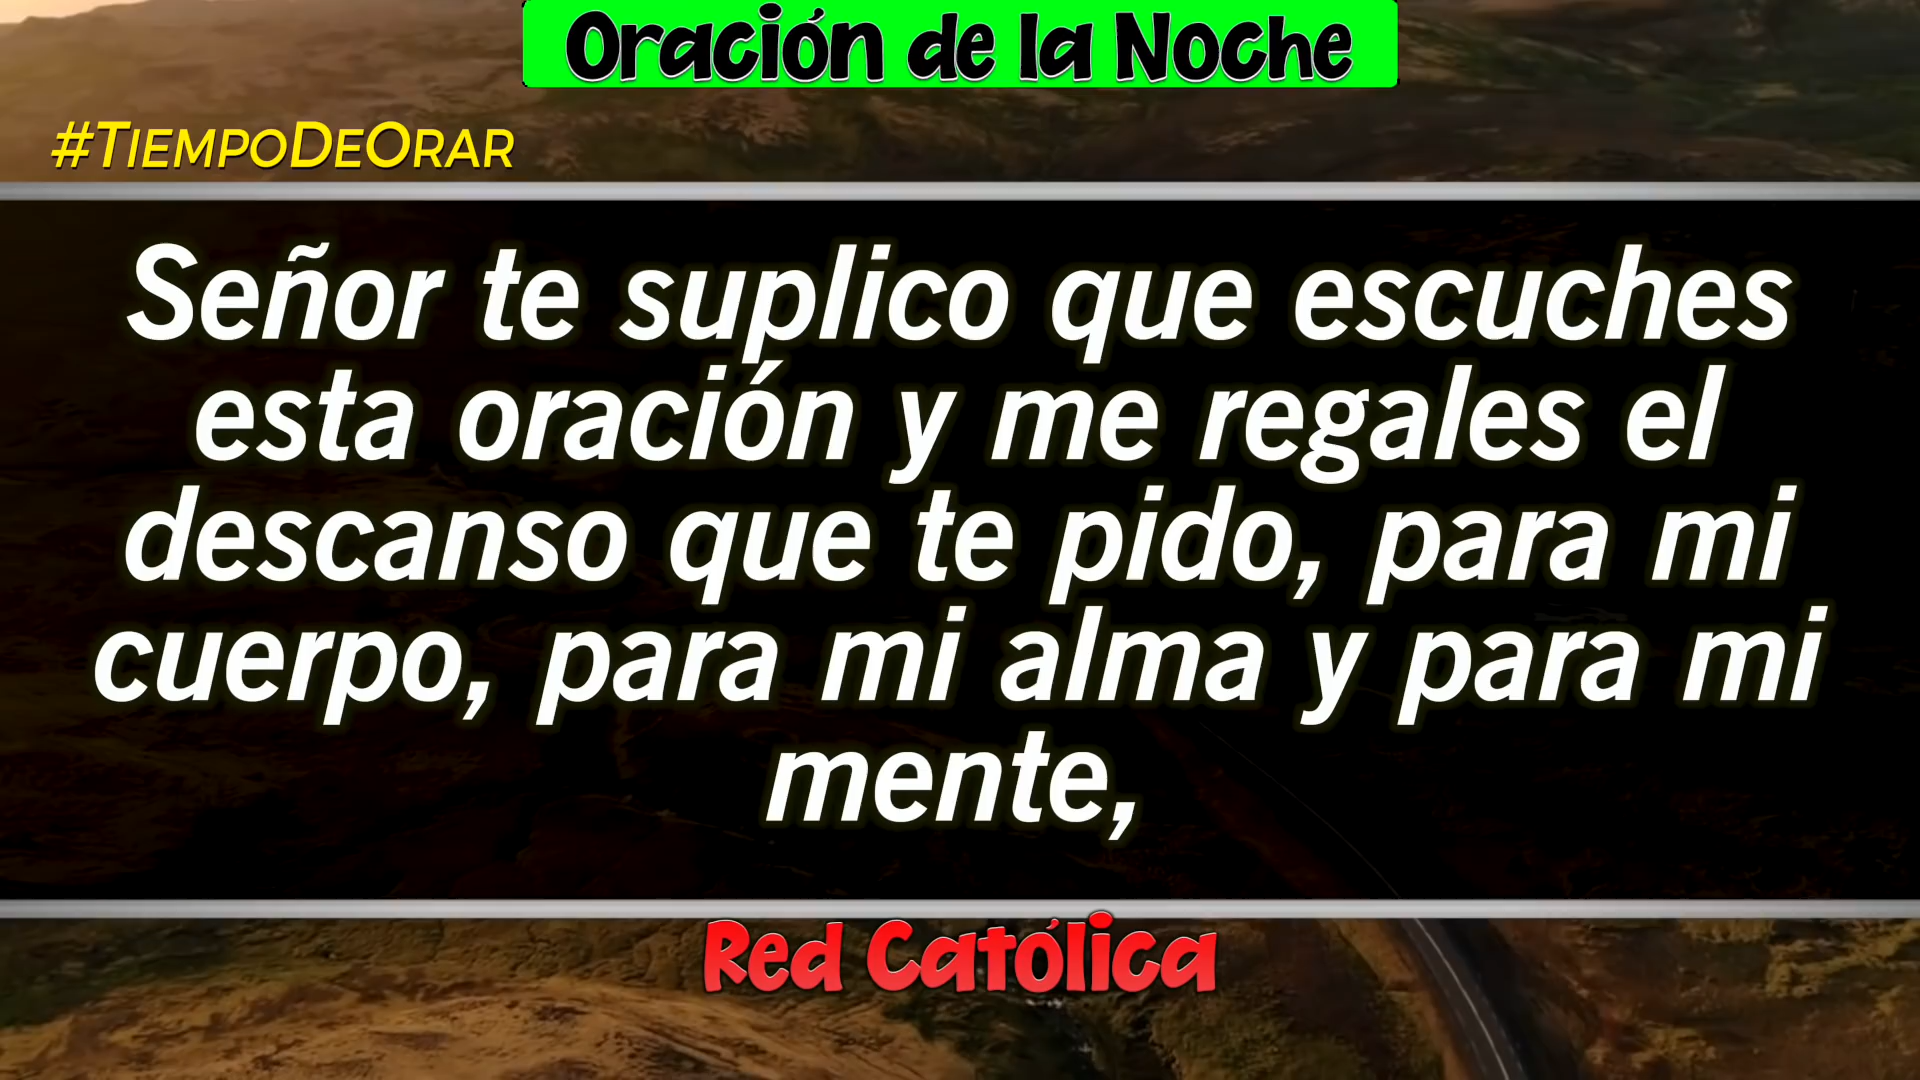 Oración de la Noche
#TiempoDeOrar
Señor te suplico que escuches
esta oración y me regales el
descanso que te pido, para mi
cuerpo, para mi alma y para mi
mente,
Red Católica